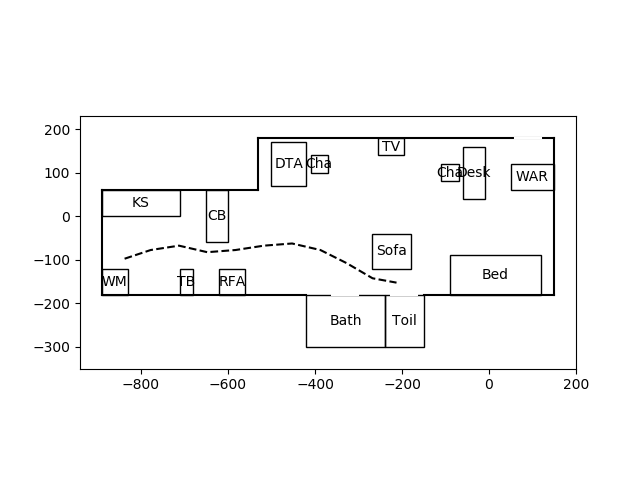 200
100
0
−100
−200
−300
TV
DTA
Cha
Cha
Desk
WAR
KS
CB
Sofa
WM
TB
RFA
Bed
Bath
Toil
−800
−600
−400
−200
0
200